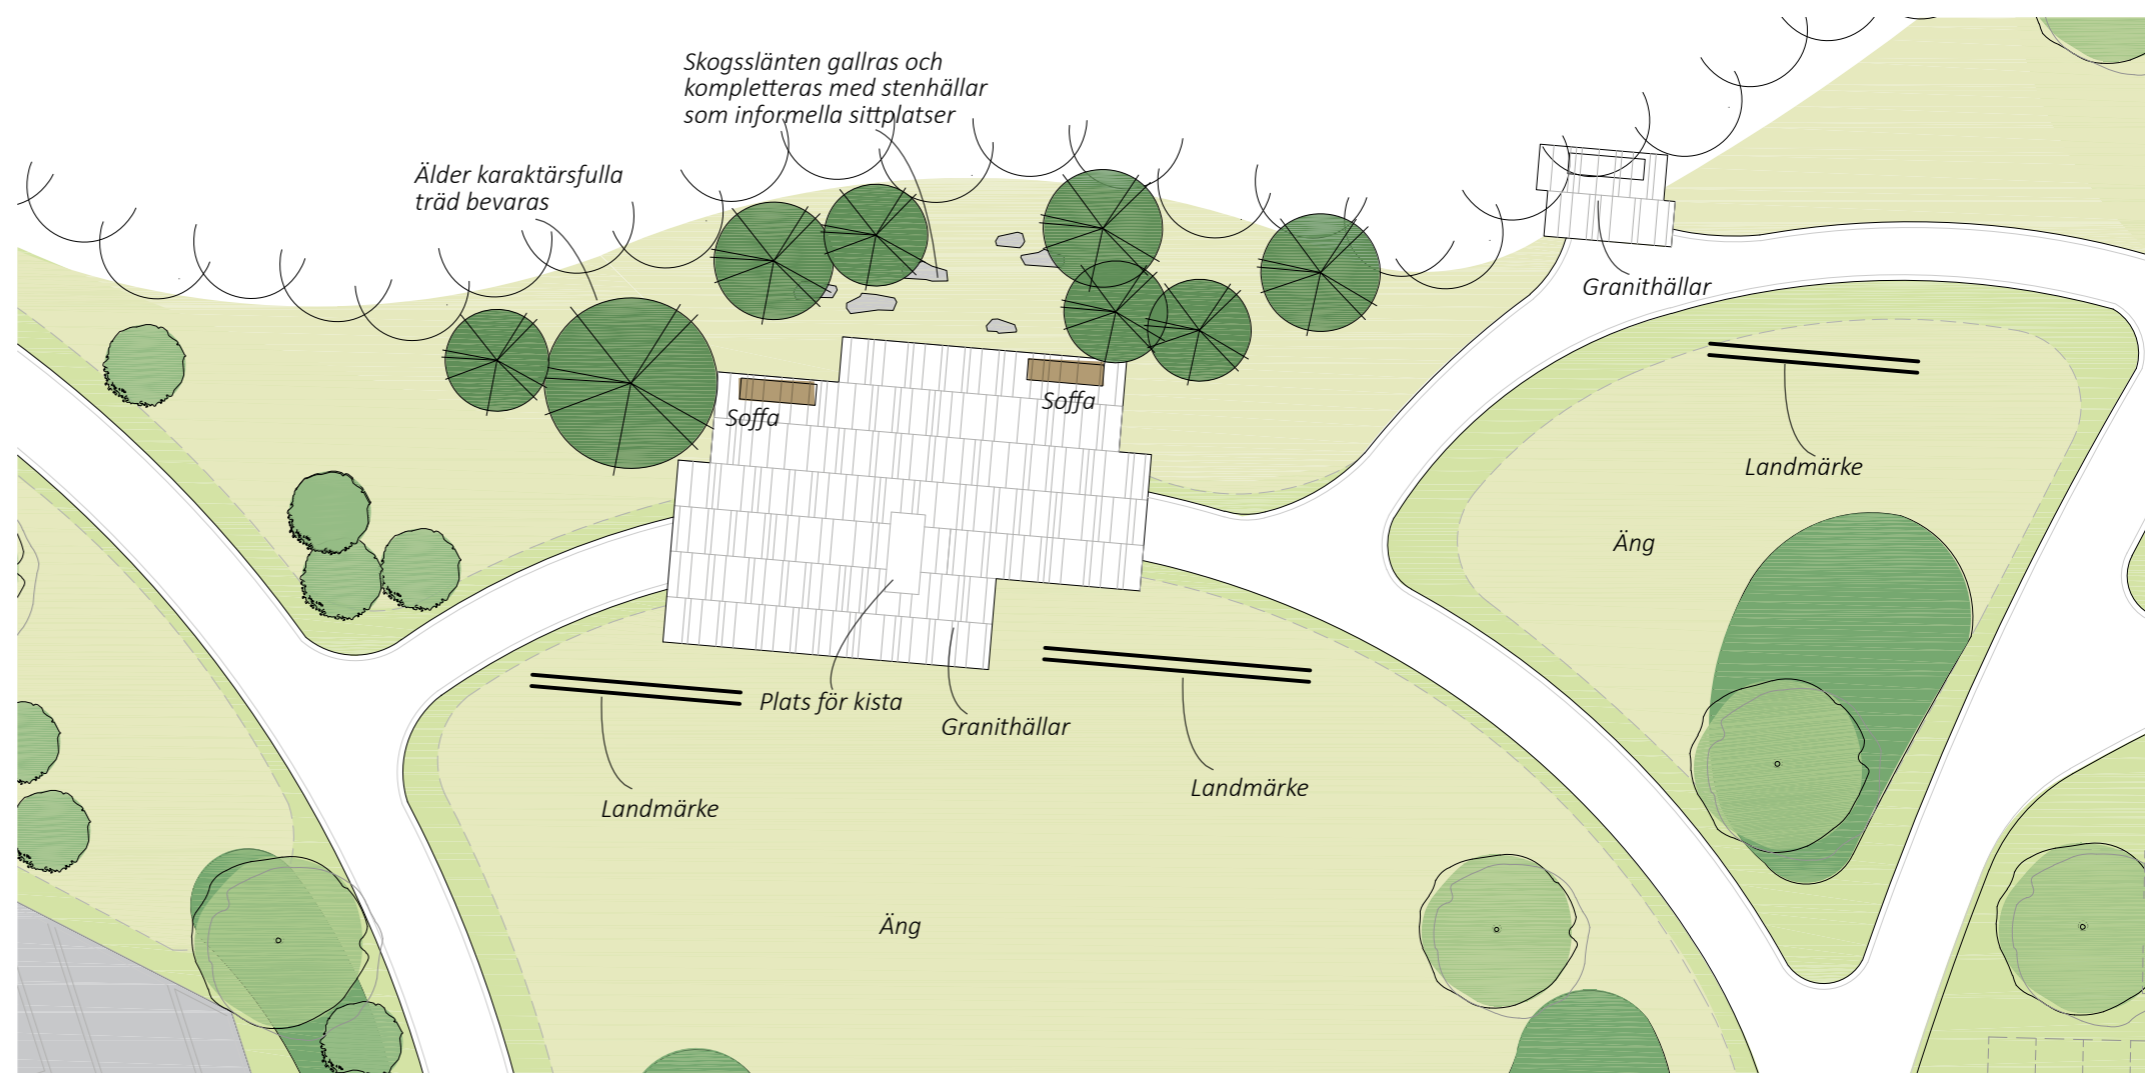 Skogsslänten gallras och
kompletteras med stenhällar
som informella sittplatser
Älder karaktärsfulla
träd bevaras
Granithällar
Soffa
Soffa
Landmärke
Äng
Plats för kista
Granithällar
Landmärke
Landmärke
Äng